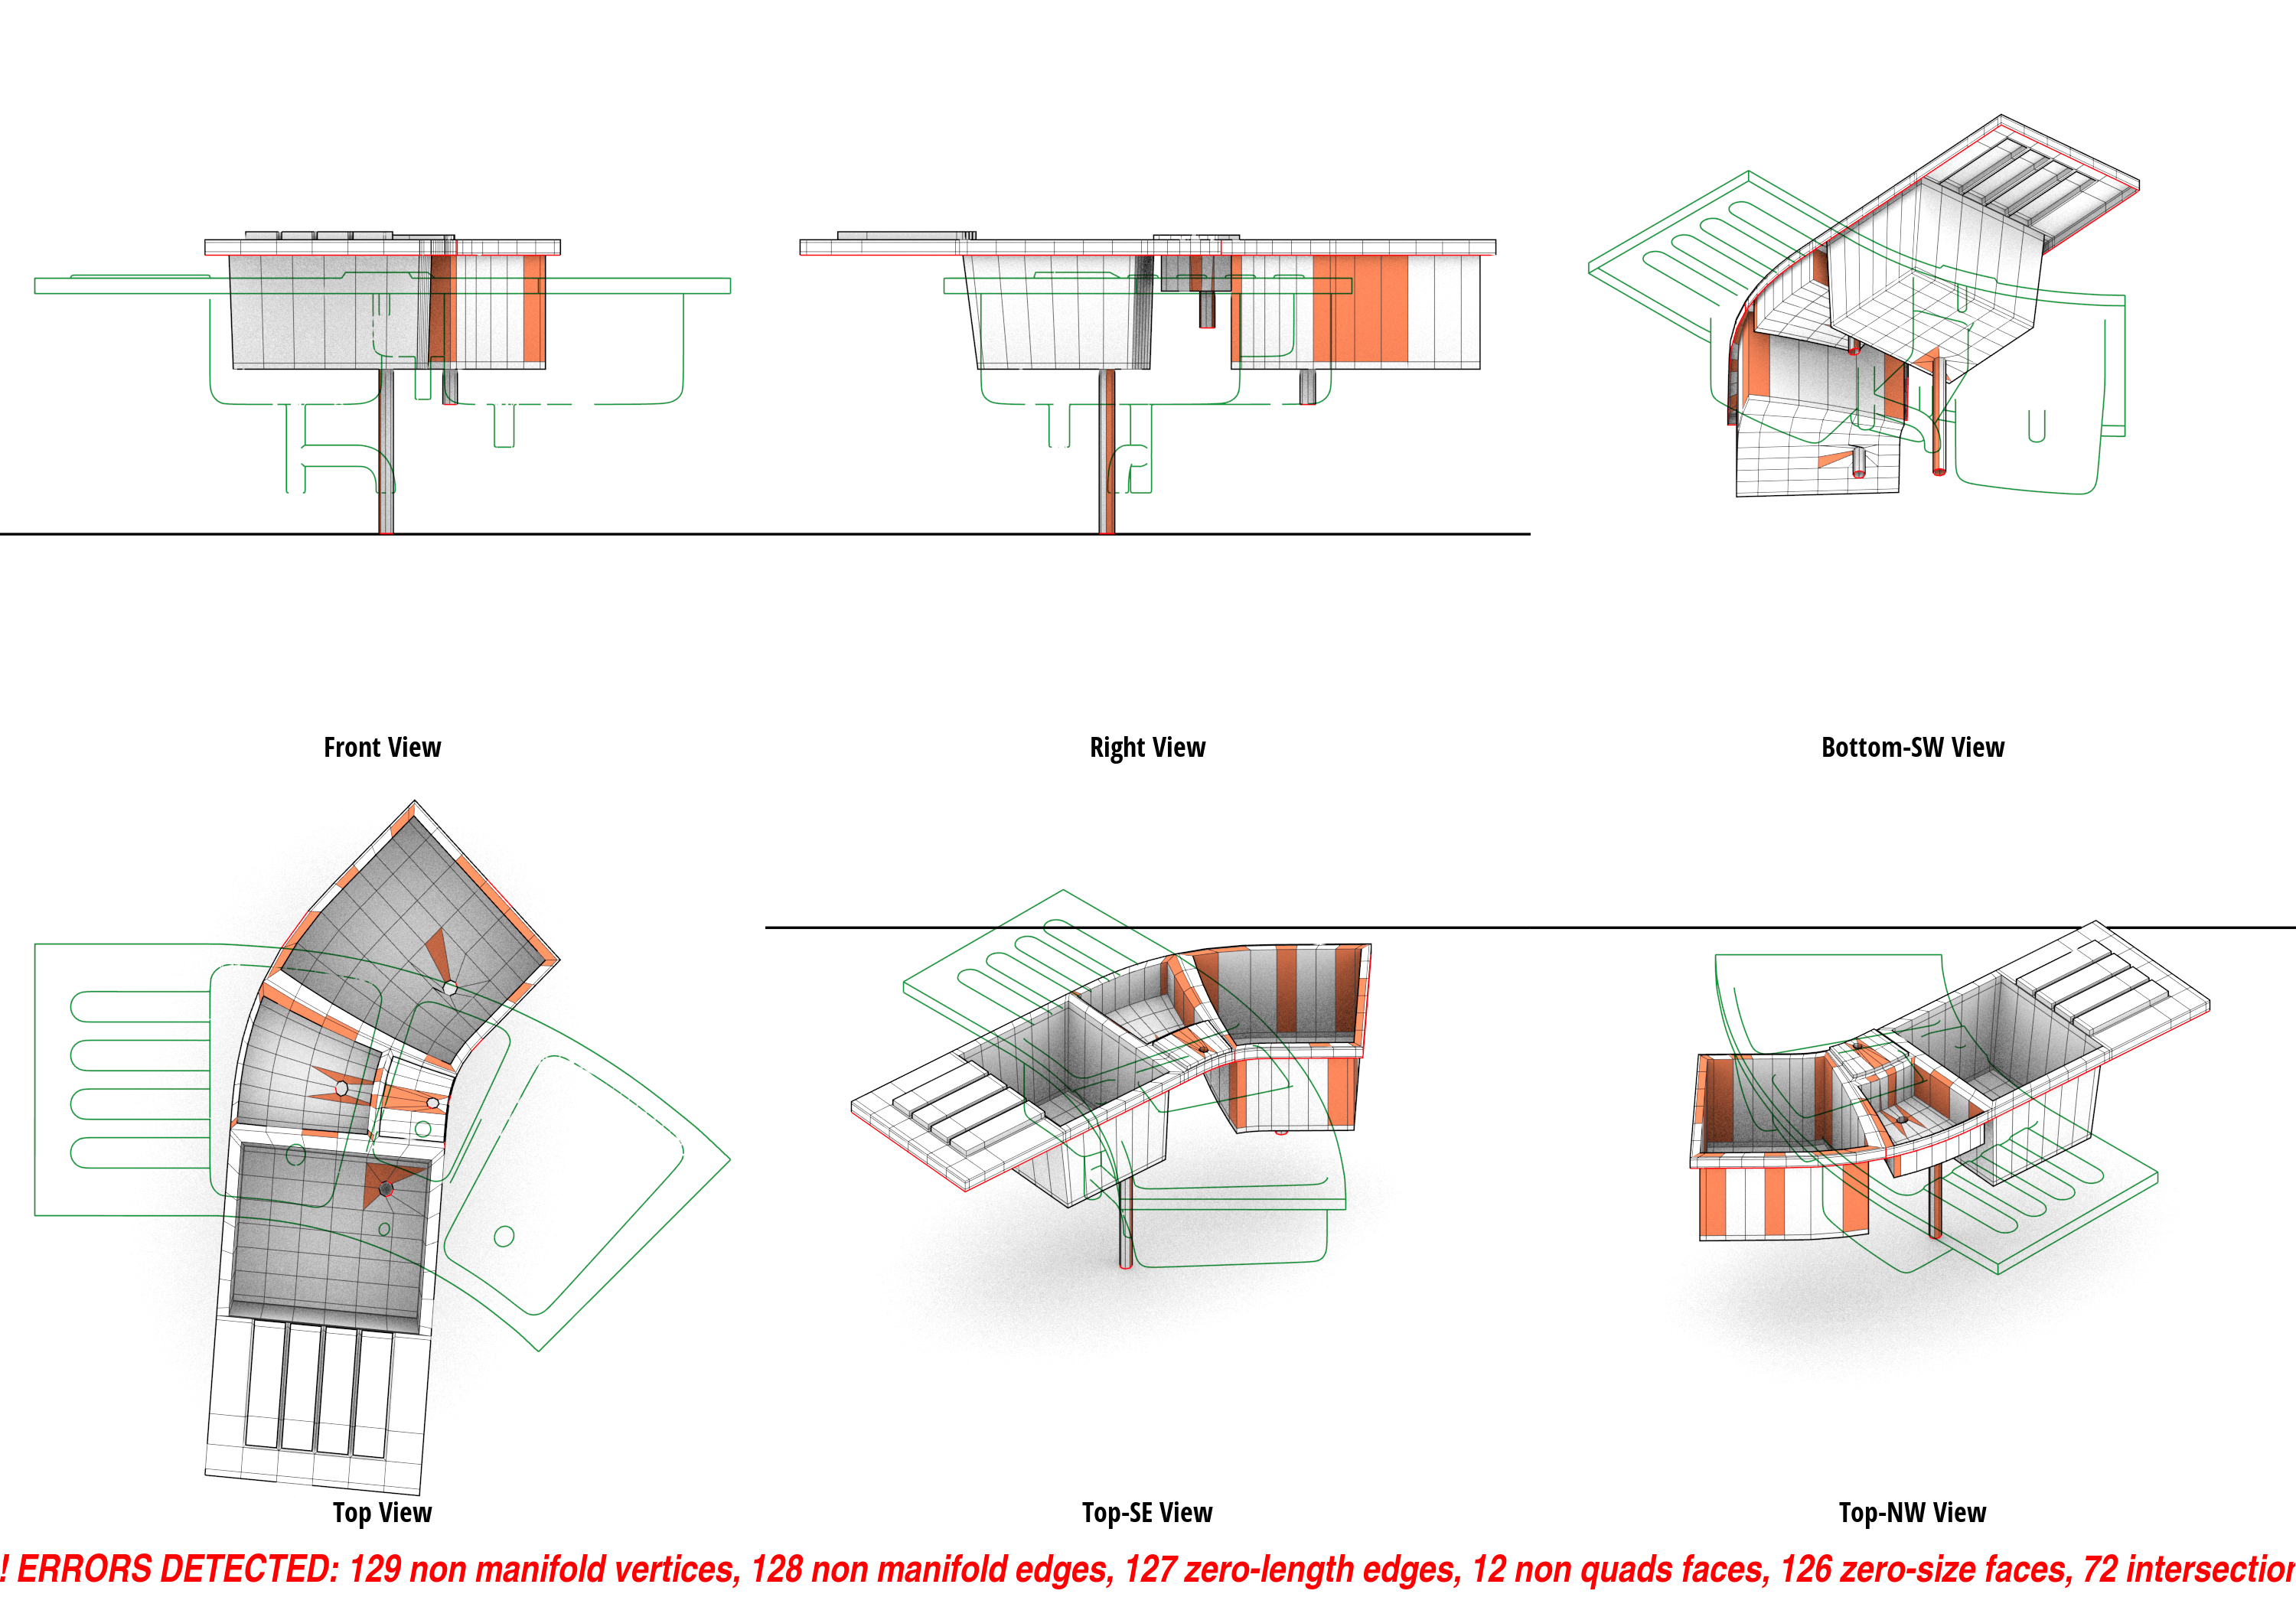 Front View
Right View
Bottom-SW View
Top View
Top-SE View
Top-NW View
! ERRORS DETECTED: 129 non manifold vertices, 128 non manifold edges, 127 zero-length edges, 12 non quads faces, 126 zero-size faces, 72 intersection